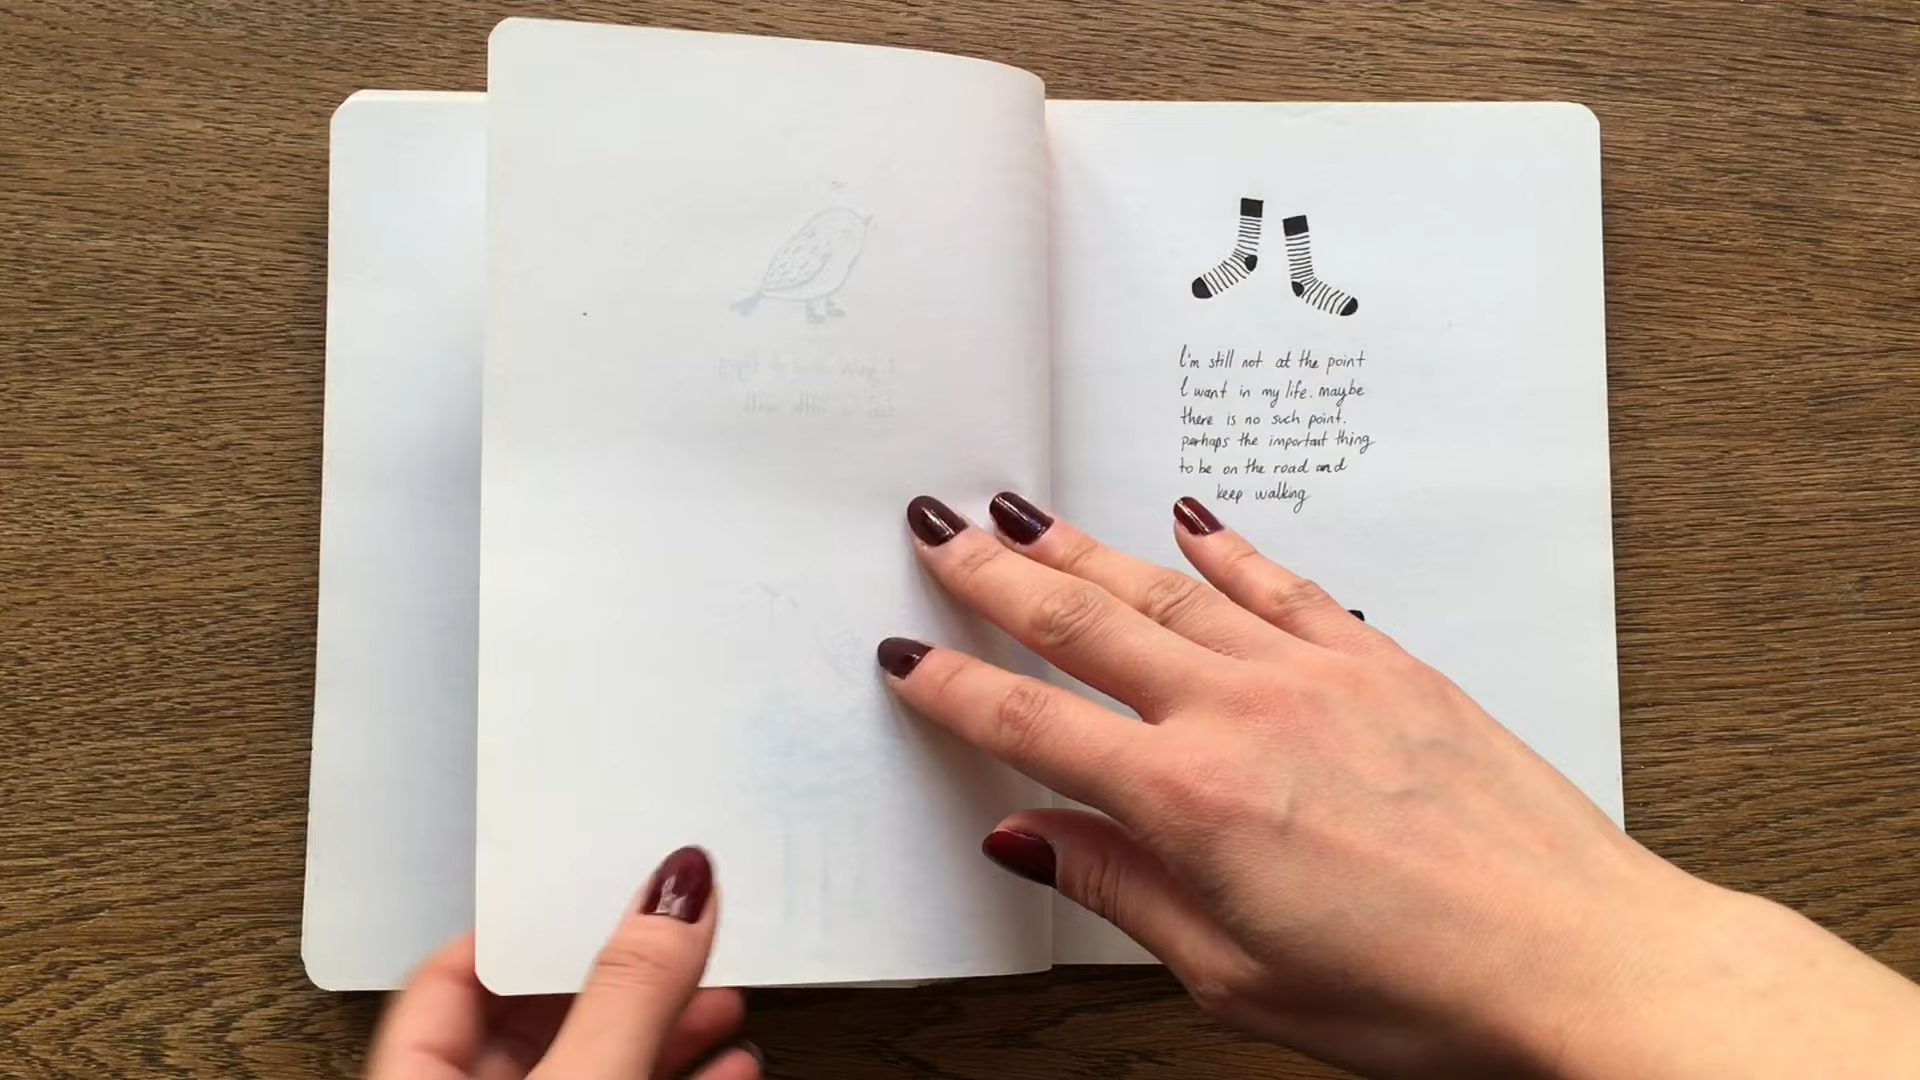 I'm still not at the point
I want in my life. maybe
there is no such point.
perhaps the important thing
to be on the road and
keep walking